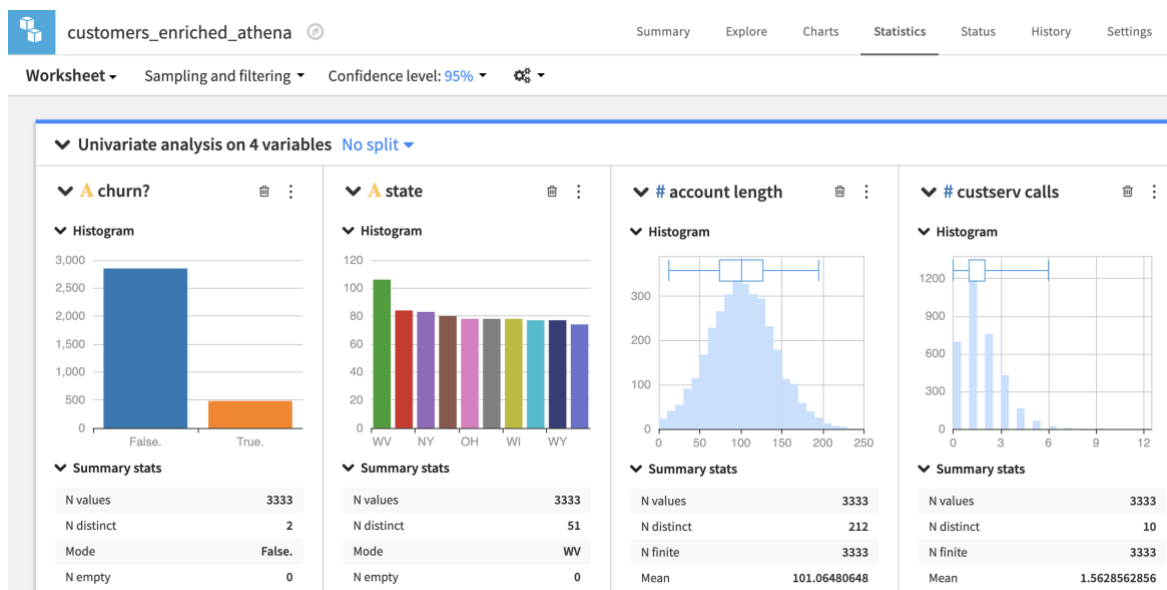 customers_enriched_athena
Summary Explore Charts Statistics Status History Settings
Worksheet Sampling and filtering Confidence level: 95%
Univariate analysis on 4 variables No split
A churn?
Histogram
3,000
2,500
2,000
1,500
1,000
500
0
False. True.
Summary stats
N values 3333
N distinct 2
Mode False.
N empty 0
A state
Histogram
120
100
80
60
40
20
0
WV NY OH WI WY
Summary stats
N values 3333
N distinct 51
Mode WV
N empty 0
# account length
Histogram
300
200
100
0
0 50 100 150 200 250
Summary stats
N values 3333
N distinct 212
N finite 3333
Mean 101.06480648
# custserv calls
Histogram
1200
900
600
300
0
0 3 6 9 12
Summary stats
N values 3333
N distinct 10
N finite 3333
Mean 1.5628562856